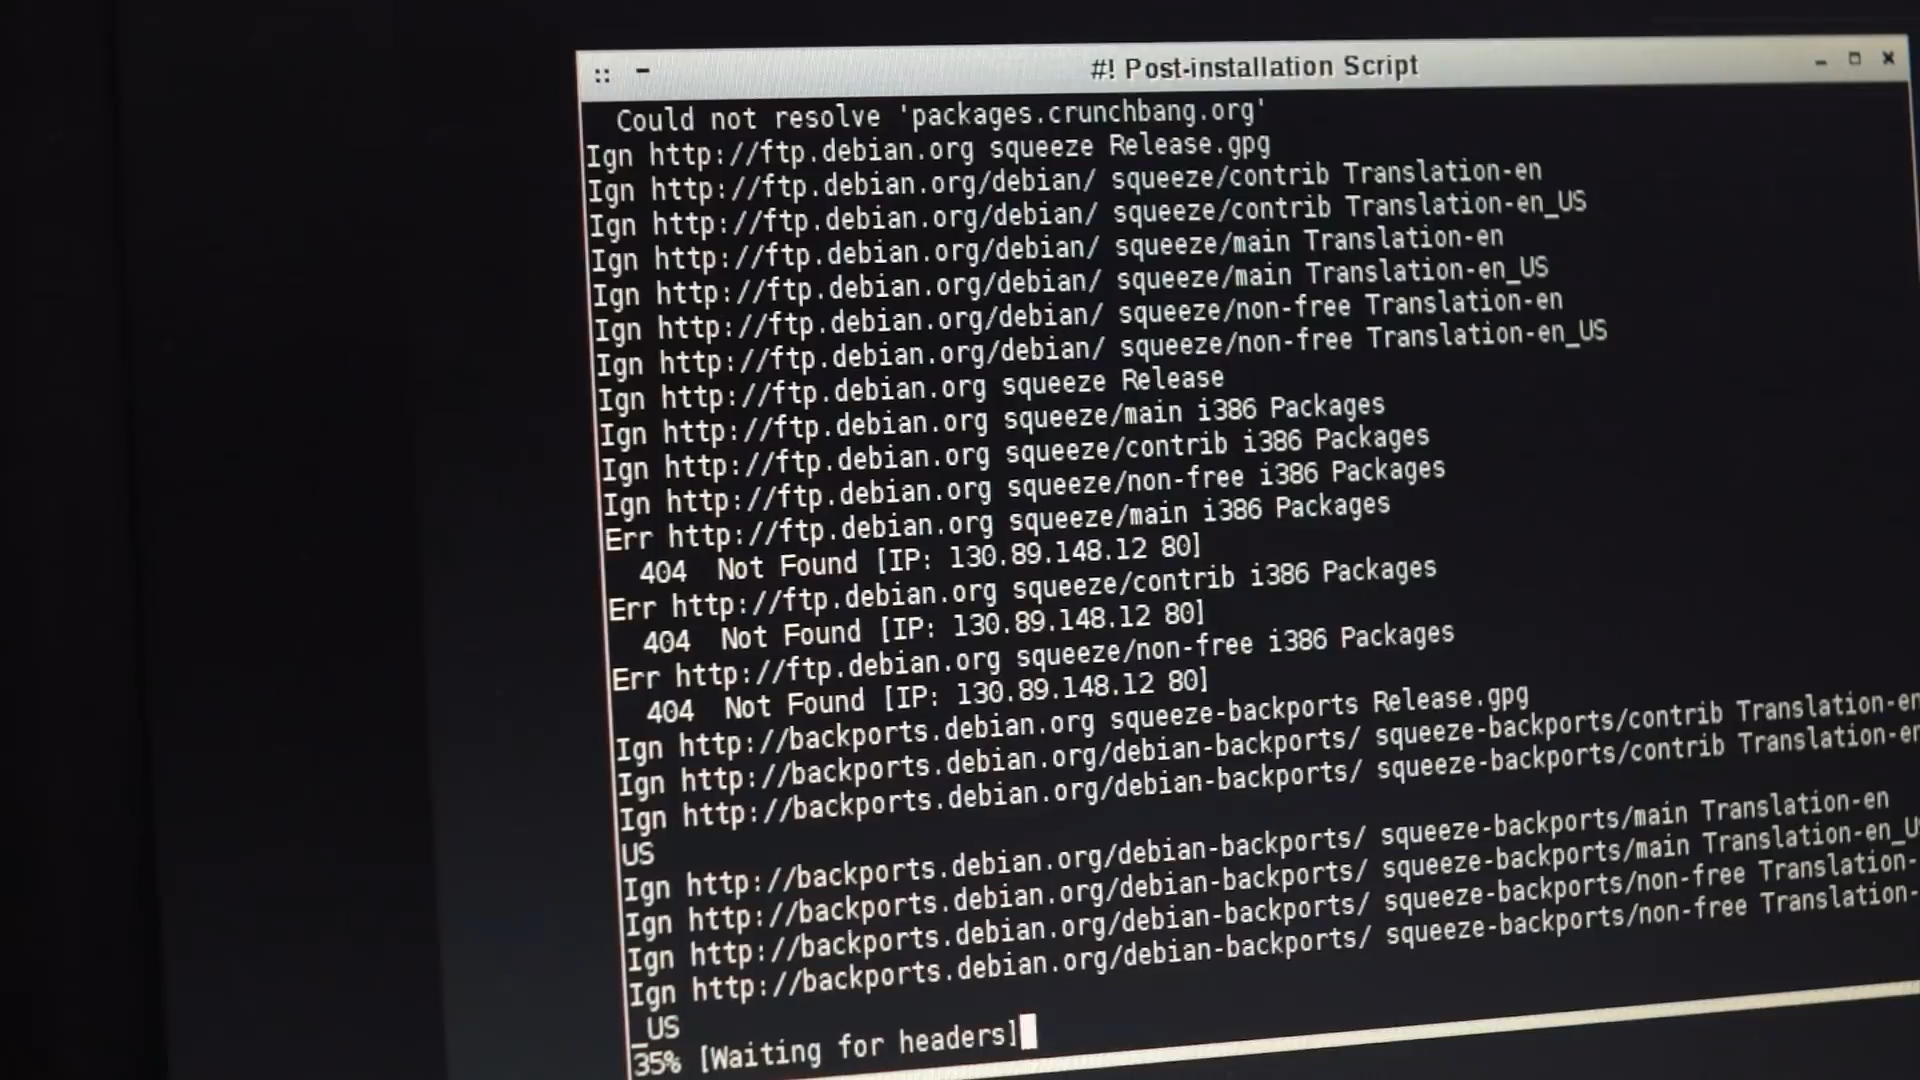 #! Post-installation Script
Could not resolve 'packages.crunchbang.org'
Ign http://ftp.debian.org squeeze Release.gpg
Ign http://ftp.debian.org/debian/ squeeze/contrib Translation-en
Ign http://ftp.debian.org/debian/ squeeze/contrib Translation-en_US
Ign http://ftp.debian.org/debian/ squeeze/main Translation-en
Ign http://ftp.debian.org/debian/ squeeze/main Translation-en_US
Ign http://ftp.debian.org/debian/ squeeze/non-free Translation-en
Ign http://ftp.debian.org/debian/ squeeze/non-free Translation-en_US
Ign http://ftp.debian.org squeeze Release
Ign http://ftp.debian.org squeeze/main i386 Packages
Ign http://ftp.debian.org squeeze/contrib i386 Packages
Ign http://ftp.debian.org squeeze/non-free i386 Packages
Err http://ftp.debian.org squeeze/main i386 Packages
404 Not Found [IP: 130.89.148.12 80]
Err http://ftp.debian.org squeeze/contrib i386 Packages
404 Not Found [IP: 130.89.148.12 80]
Err http://ftp.debian.org squeeze/non-free i386 Packages
404 Not Found [IP: 130.89.148.12 80]
Ign http://backports.debian.org squeeze-backports Release.gpg
Ign http://backports.debian.org/debian-backports/ squeeze-backports/contrib Translation-en
Ign http://backports.debian.org/debian-backports/ squeeze-backports/contrib Translation-en
US
Ign http://backports.debian.org/debian-backports/ squeeze-backports/main Translation-en
Ign http://backports.debian.org/debian-backports/ squeeze-backports/main Translation-en_US
Ign http://backports.debian.org/debian-backports/ squeeze-backports/non-free Translation-
Ign http://backports.debian.org/debian-backports/ squeeze-backports/non-free Translation-
_US
35% [Waiting for headers]